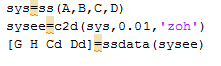 sys=ss(A,B,C,D)
sysee=c2d(sys,0.01,'zoh')
[G H Cd Dd]=ssdata(sysee)